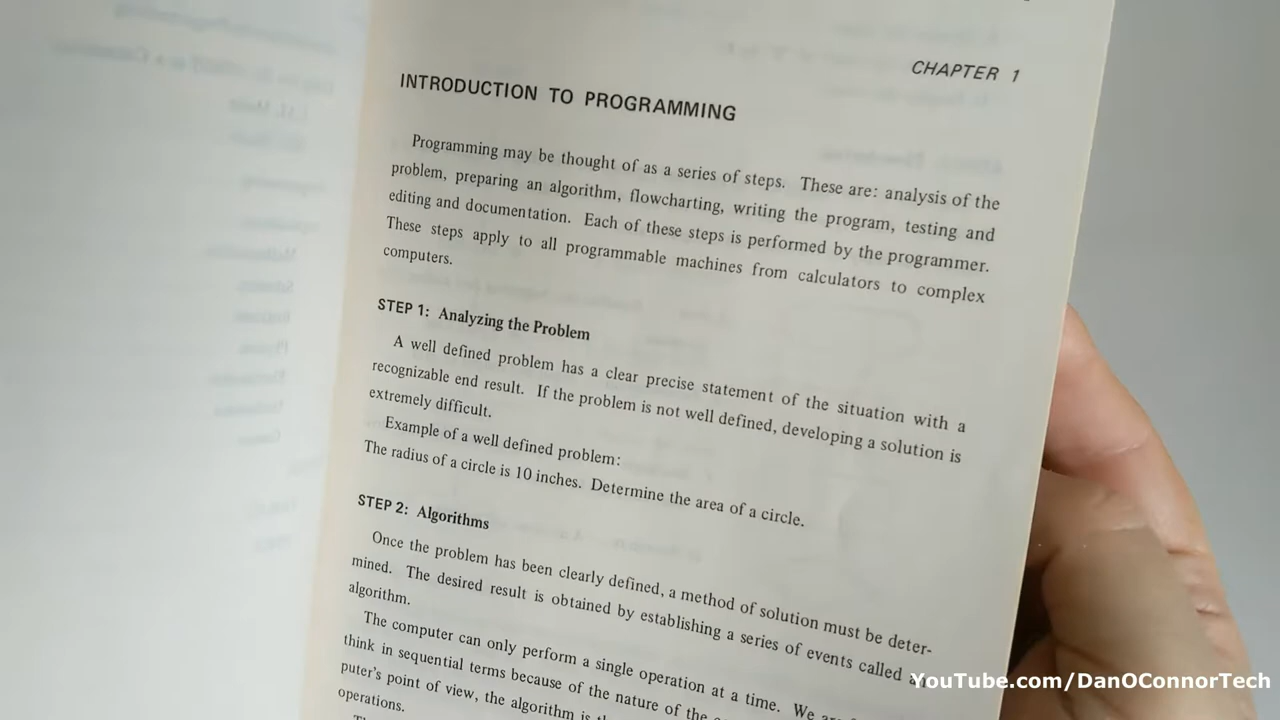 CHAPTER 1
INTRODUCTION TO PROGRAMMING
Programming may be thought of as a series of steps. These are: analysis of the
problem, preparing an algorithm, flowcharting, writing the program, testing and
editing and documentation. Each of these steps is performed by the programmer.
These steps apply to all programmable machines from calculators to complex
computers.
STEP 1: Analyzing the Problem
A well defined problem has a clear precise statement of the situation with a
recognizable end result. If the problem is not well defined, developing a solution is
extremely difficult.
Example of a well defined problem:
The radius of a circle is 10 inches. Determine the area of a circle.
STEP 2: Algorithms
Once the problem has been clearly defined, a method of solution must be deter-
mined. The desired result is obtained by establishing a series of events called
algorithm.
The computer can only perform a single operation at a time. We
think in sequential terms because of the nature of the
puter's point of view, the algorithm is
operations.
YouTube.com/DanOConnorTech